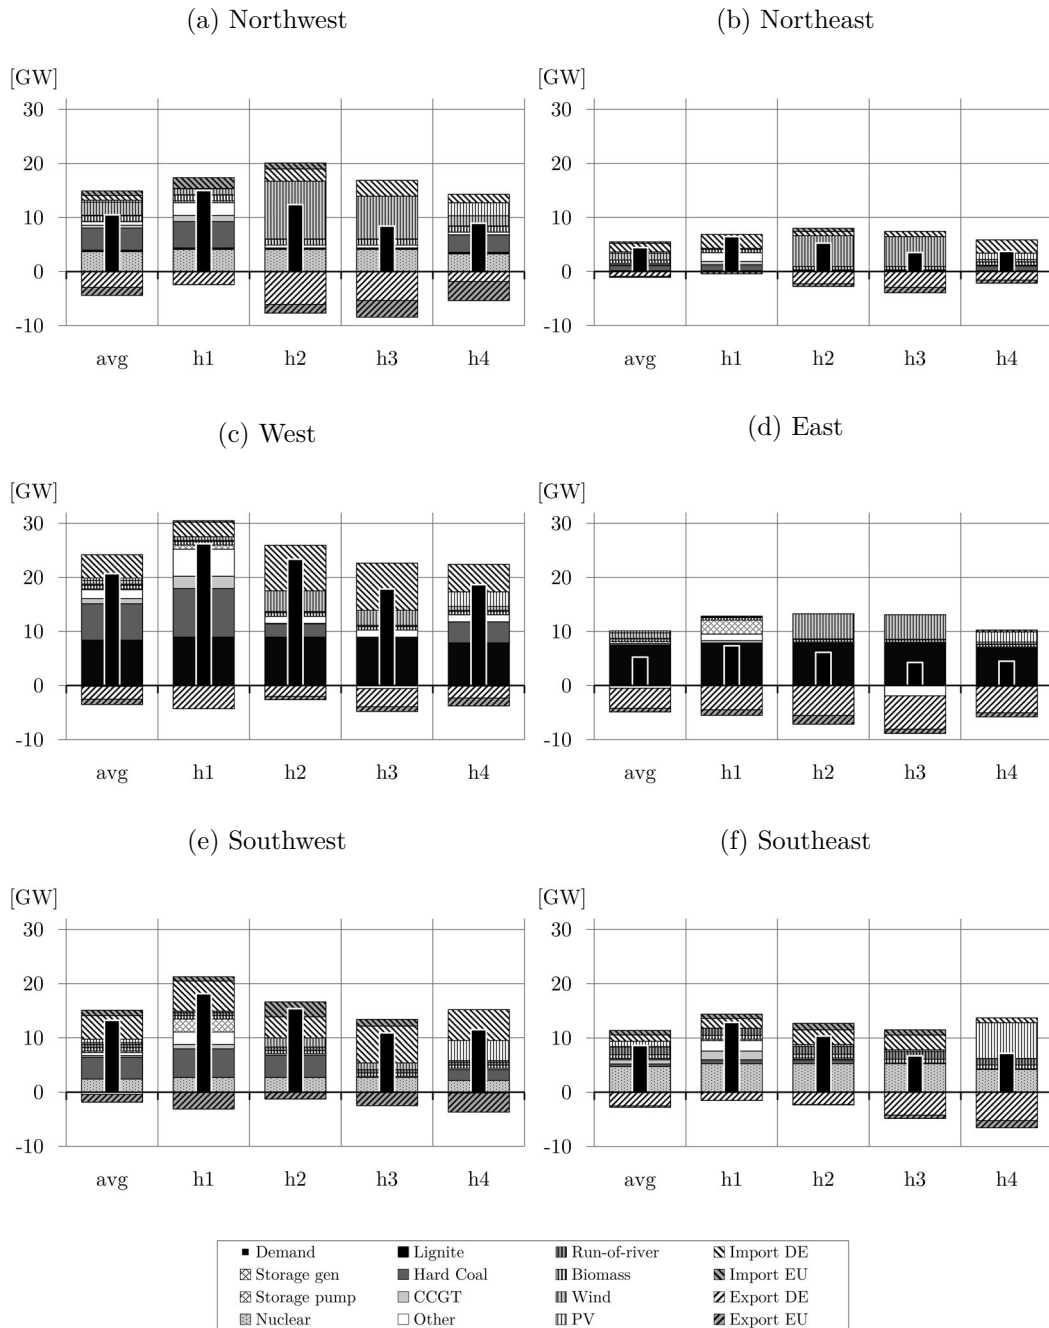 (a) Northwest (b) Northeast
[GW] [GW]
30 30
20 20
10 10
0 0
-10 -10
avg h1 h2 h3 h4 avg h1 h2 h3 h4
(c) West (d) East
[GW] [GW]
30 30
20 20
10 10
0 0
-10 -10
avg h1 h2 h3 h4 avg h1 h2 h3 h4
(e) Southwest (f) Southeast
[GW] [GW]
30 30
20 20
10 10
0 0
-10 -10
avg h1 h2 h3 h4 avg h1 h2 h3 h4
Demand Lignite Run-of-river Import DE
Storage gen Hard Coal Biomass Import EU
Storage pump CCGT Wind Export DE
Nuclear Other PV Export EU